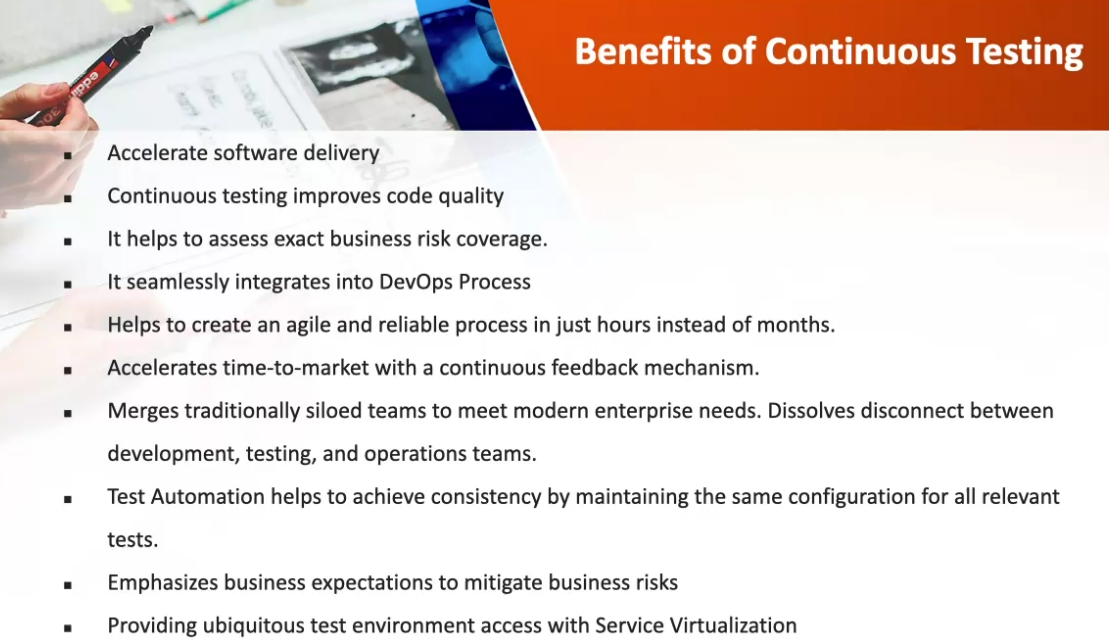 Benefits of Continuous Testing
edding
Accelerate software delivery
Continuous testing improves code quality
It helps to assess exact business risk coverage.
It seamlessly integrates into DevOps Process
Helps to create an agile and reliable process in just hours instead of months.
Accelerates time-to-market with a continuous feedback mechanism.
Merges traditionally siloed teams to meet modern enterprise needs. Dissolves disconnect between
development, testing, and operations teams.
Test Automation helps to achieve consistency by maintaining the same configuration for all relevant
tests.
Emphasizes business expectations to mitigate business risks
Providing ubiquitous test environment access with Service Virtualization